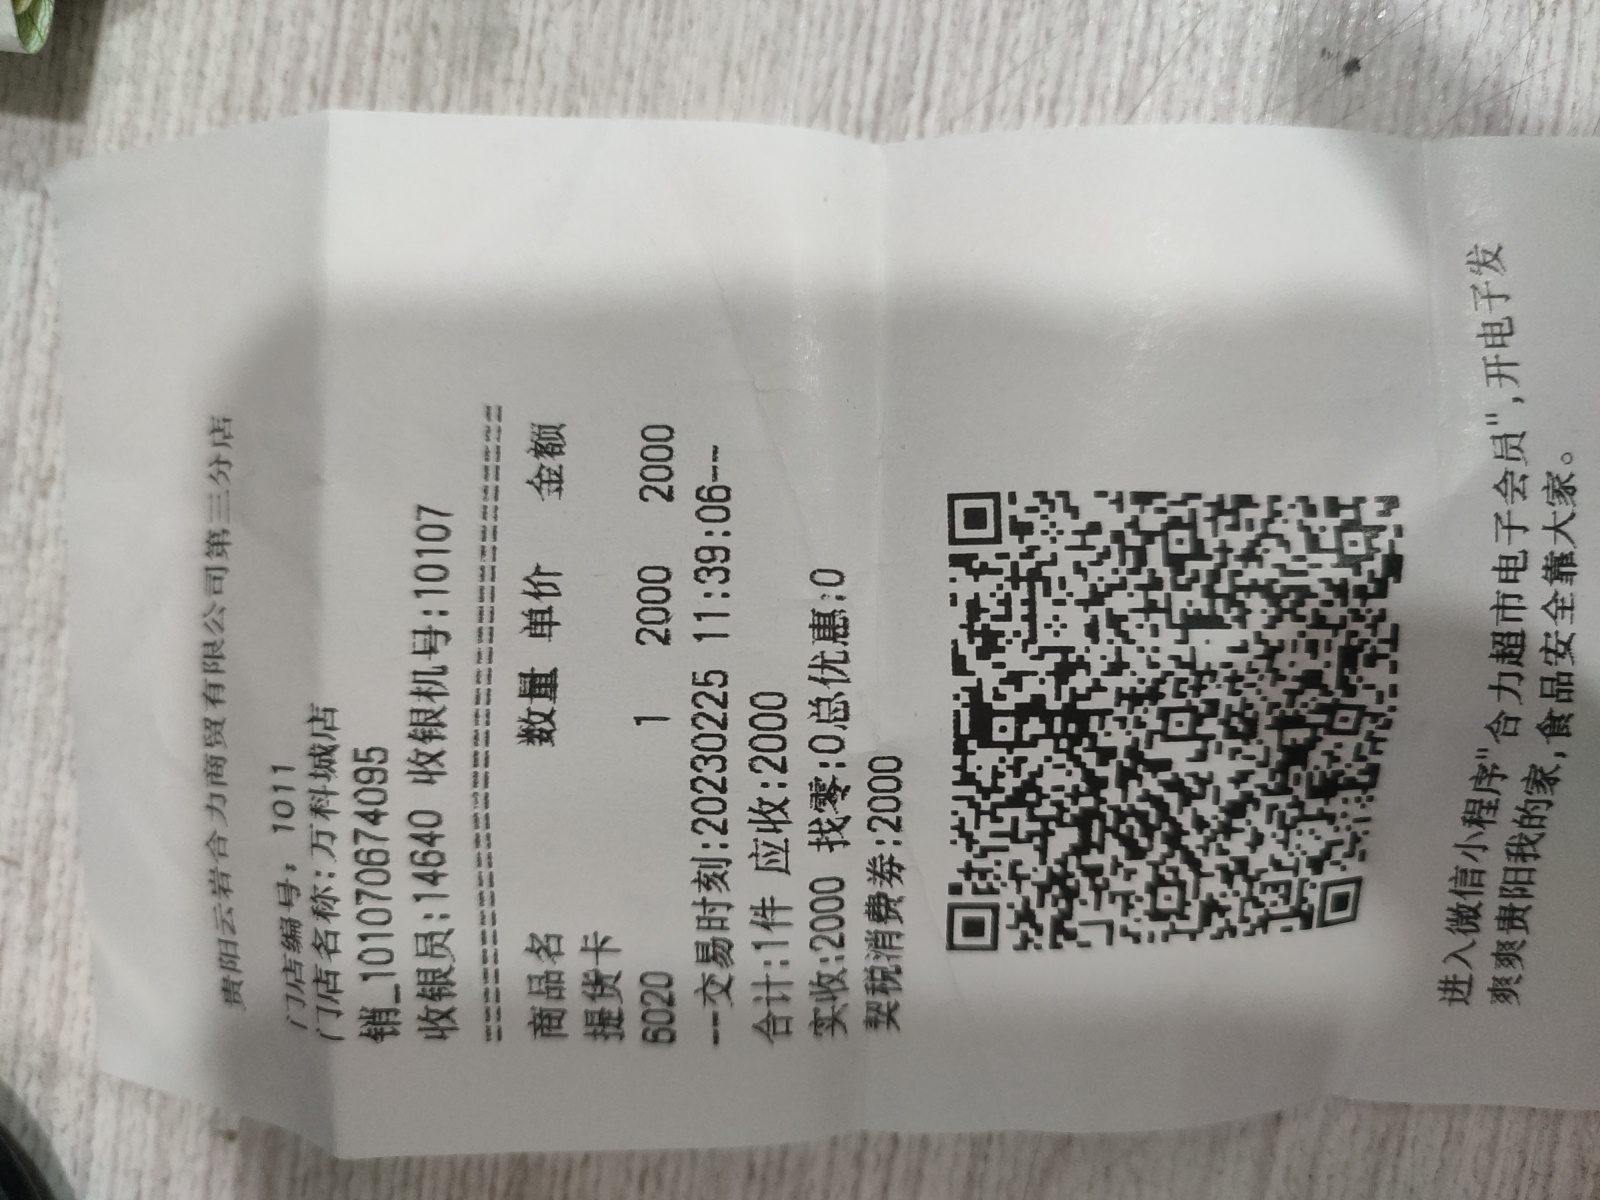 贵阳云岩合力商贸有限公司第三分店
门店编号：1011
门店名称:万科城店
销_10107067​4095
收银员:14640 收银机号:10107
==========================================
商品名 数量 单价 金额
提货卡
6020 1 2000 2000
--交易时刻:20230225 11:39:06--
合计:1件 应收:2000
实收:2000 找零:0总优惠:0
契税消费券:2000
进入微信小程序"合力超市电子会员",开电子发
爽爽贵阳我的家,食品安全靠大家。